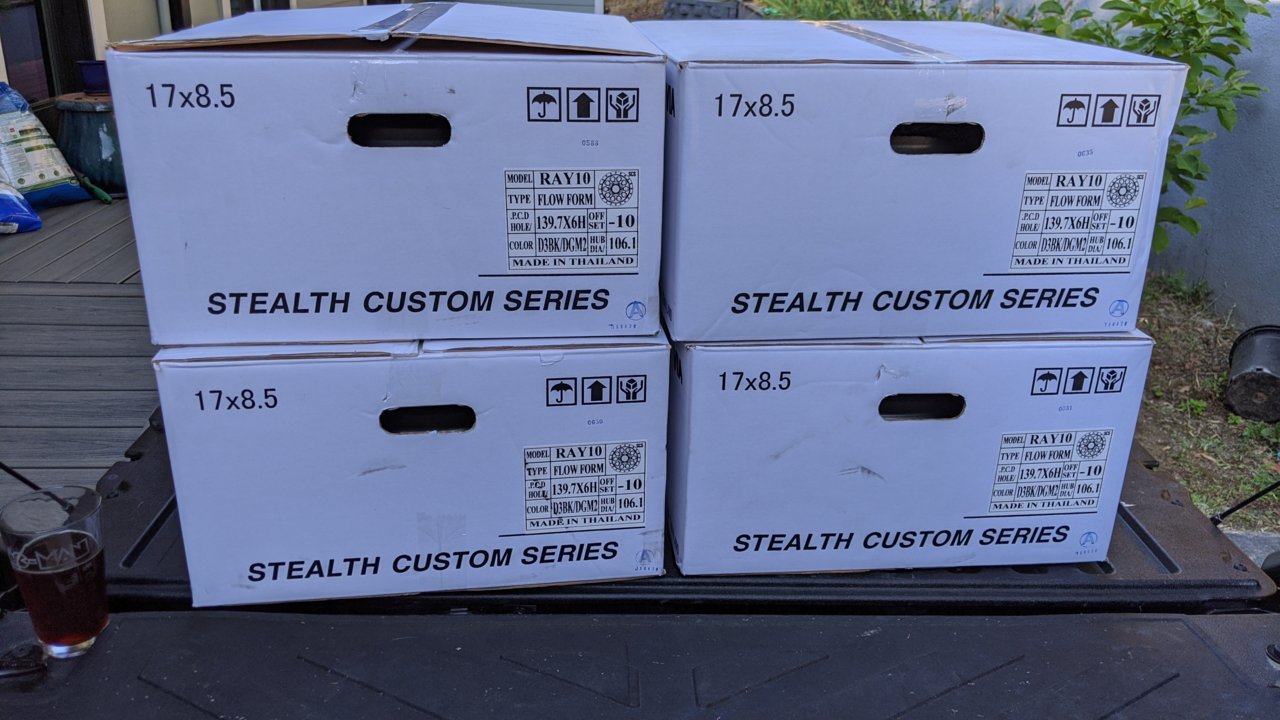 17x8.5
0588
MODEL RAY10
TYPE FLOW FORM
P.C.D HOLE/ 139.7X6H OFF SET -10
COLOR D3BK/DGM2 HUB DIA/ 106.1
MADE IN THAILAND
STEALTH CUSTOM SERIES
A
17x8.5
0635
MODEL RAY10
TYPE FLOW FORM
P.C.D HOLE/ 139.7X6H OFF SET -10
COLOR D3BK/DGM2 HUB DIA/ 106.1
MADE IN THAILAND
STEALTH CUSTOM SERIES
A
17x8.5
MODEL RAY10
TYPE FLOW FORM
P.C.D HOLE/ 139.7X6H OFF SET -10
COLOR D3BK/DGM2 HUB DIA/ 106.1
MADE IN THAILAND
STEALTH CUSTOM SERIES
A
17x8.5
MODEL RAY10
TYPE FLOW FORM
P.C.D HOLE/ 139.7X6H OFF SET -10
COLOR D3BK/DGM2 HUB DIA/ 106.1
MADE IN THAILAND
STEALTH CUSTOM SERIES
A